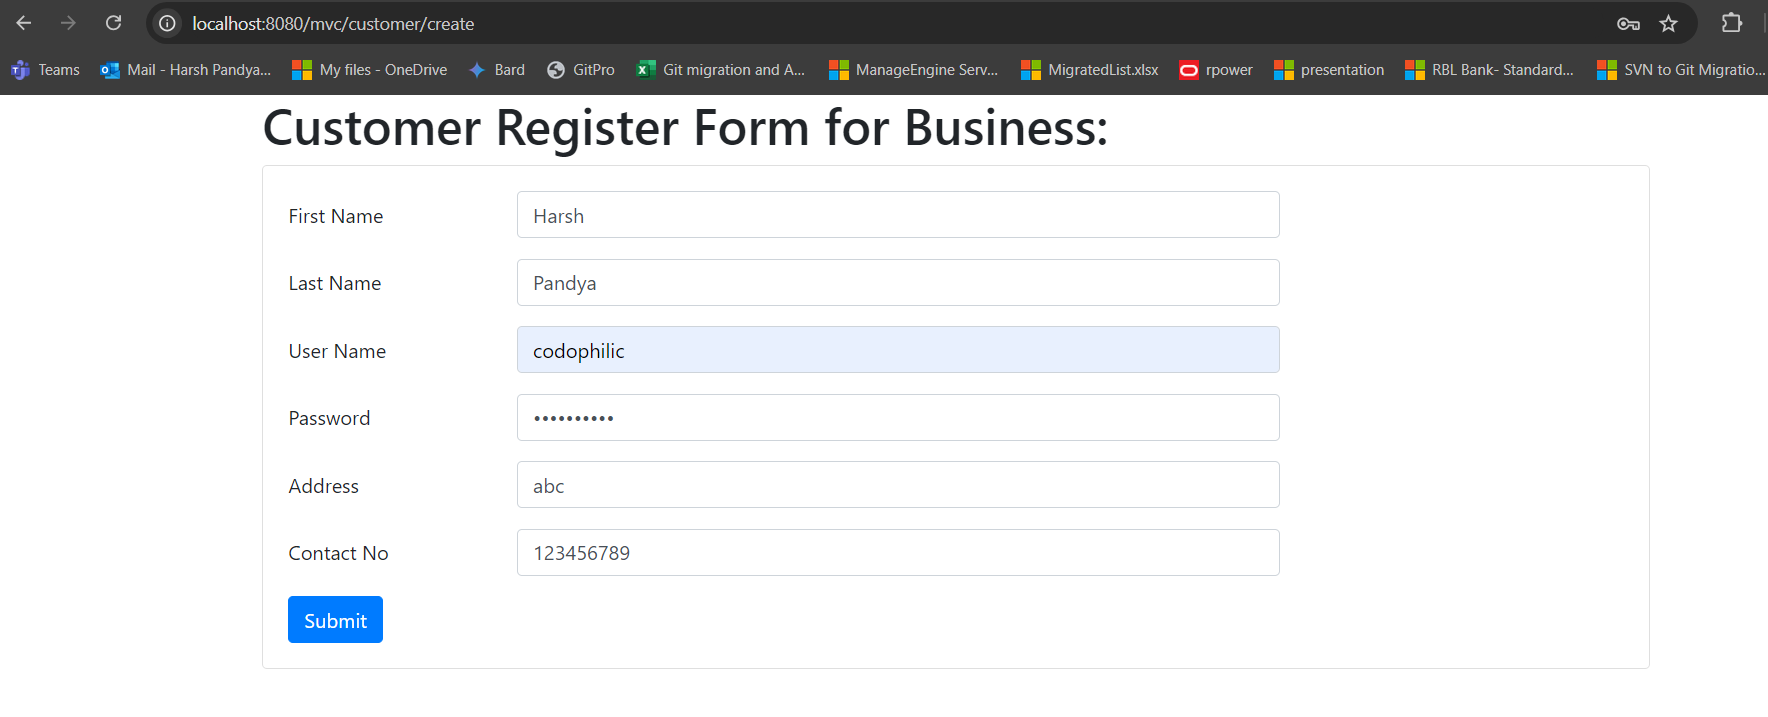 localhost:8080/mvc/customer/create
Teams Mail - Harsh Pandya... My files - OneDrive Bard GitPro Git migration and A... ManageEngine Serv... MigratedList.xlsx rpower presentation RBL Bank- Standard... SVN to Git Migratio...
Customer Register Form for Business:
First Name Harsh
Last Name Pandya
User Name codophilic
Password ••••••••••
Address abc
Contact No 123456789
Submit